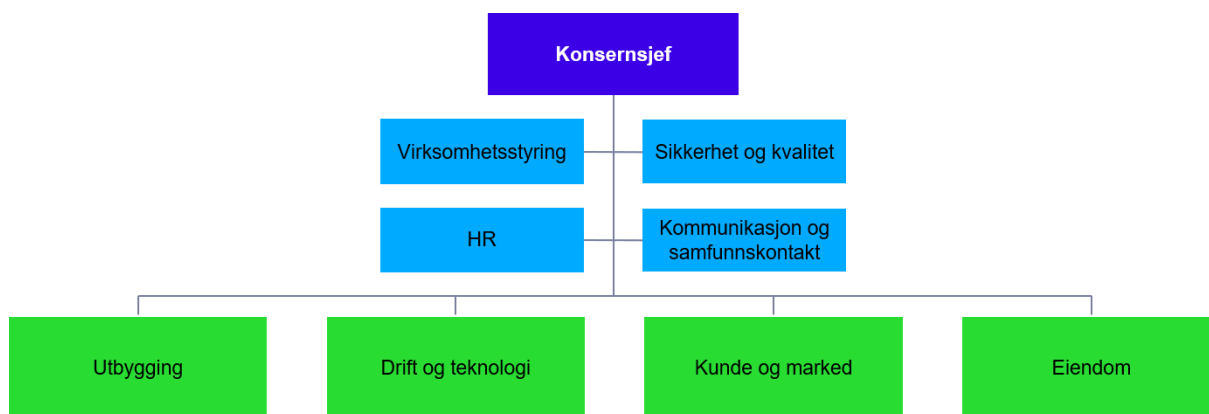 Konsernsjef
Virksomhetsstyring
Sikkerhet og kvalitet
HR
Kommunikasjon og
samfunnskontakt
Utbygging
Drift og teknologi
Kunde og marked
Eiendom